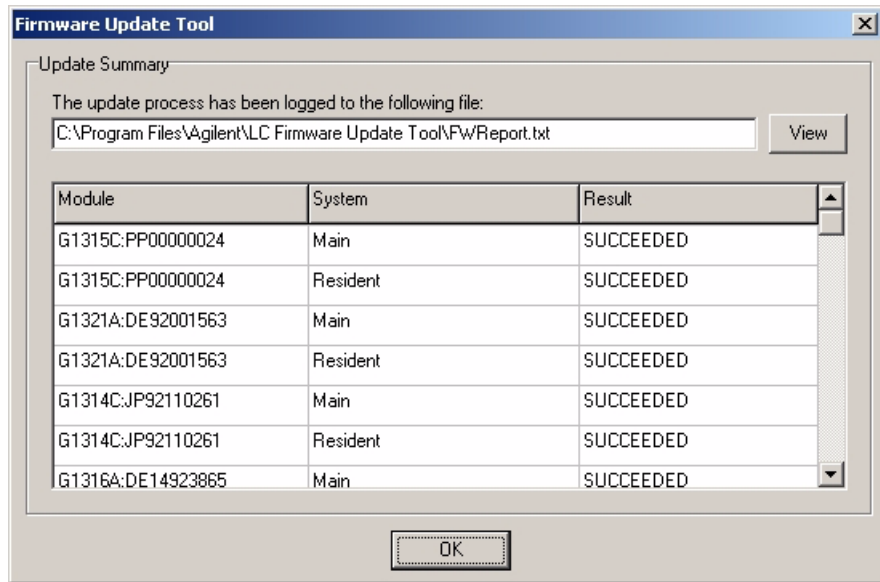 Firmware Update Tool
Update Summary
The update process has been logged to the following file:
C:\Program Files\Agilent\LC Firmware Update Tool\FWReport.txt View
Module System Result
G1315C:PP00000024 Main SUCCEEDED
G1315C:PP00000024 Resident SUCCEEDED
G1321A:DE92001563 Main SUCCEEDED
G1321A:DE92001563 Resident SUCCEEDED
G1314C:JP92110261 Main SUCCEEDED
G1314C:JP92110261 Resident SUCCEEDED
G1316A:DE14923865 Main SUCCEEDED
OK